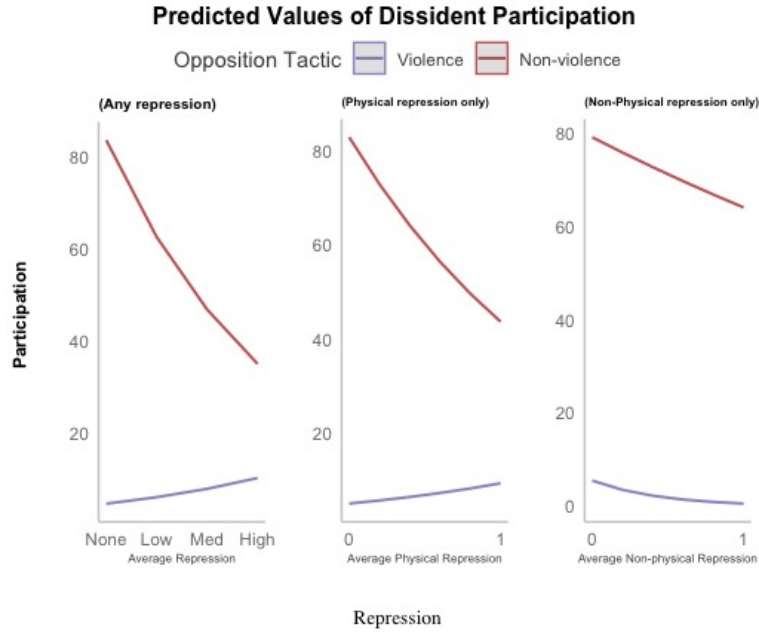 Predicted Values of Dissident Participation
Opposition Tactic Violence Non-violence
(Any repression)
(Physical repression only)
(Non-Physical repression only)
Participation
80
60
40
20
None Low Med High
Average Repression
80
60
40
20
0 1
Average Physical Repression
80
60
40
20
0
0 1
Average Non-physical Repression
Repression